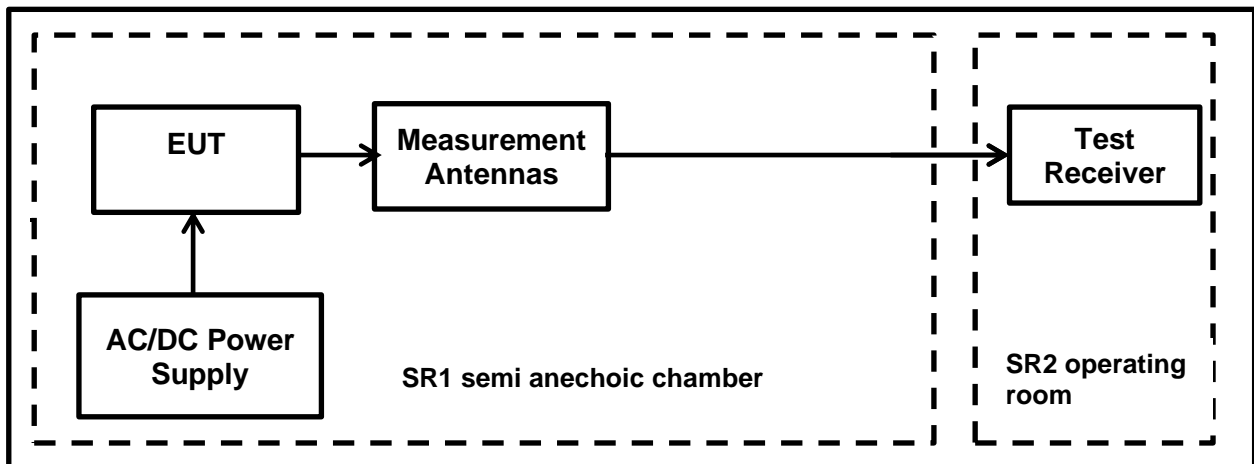 EUT
Measurement
Antennas
Test
Receiver
AC/DC Power
Supply
SR1 semi anechoic chamber
SR2 operating
room